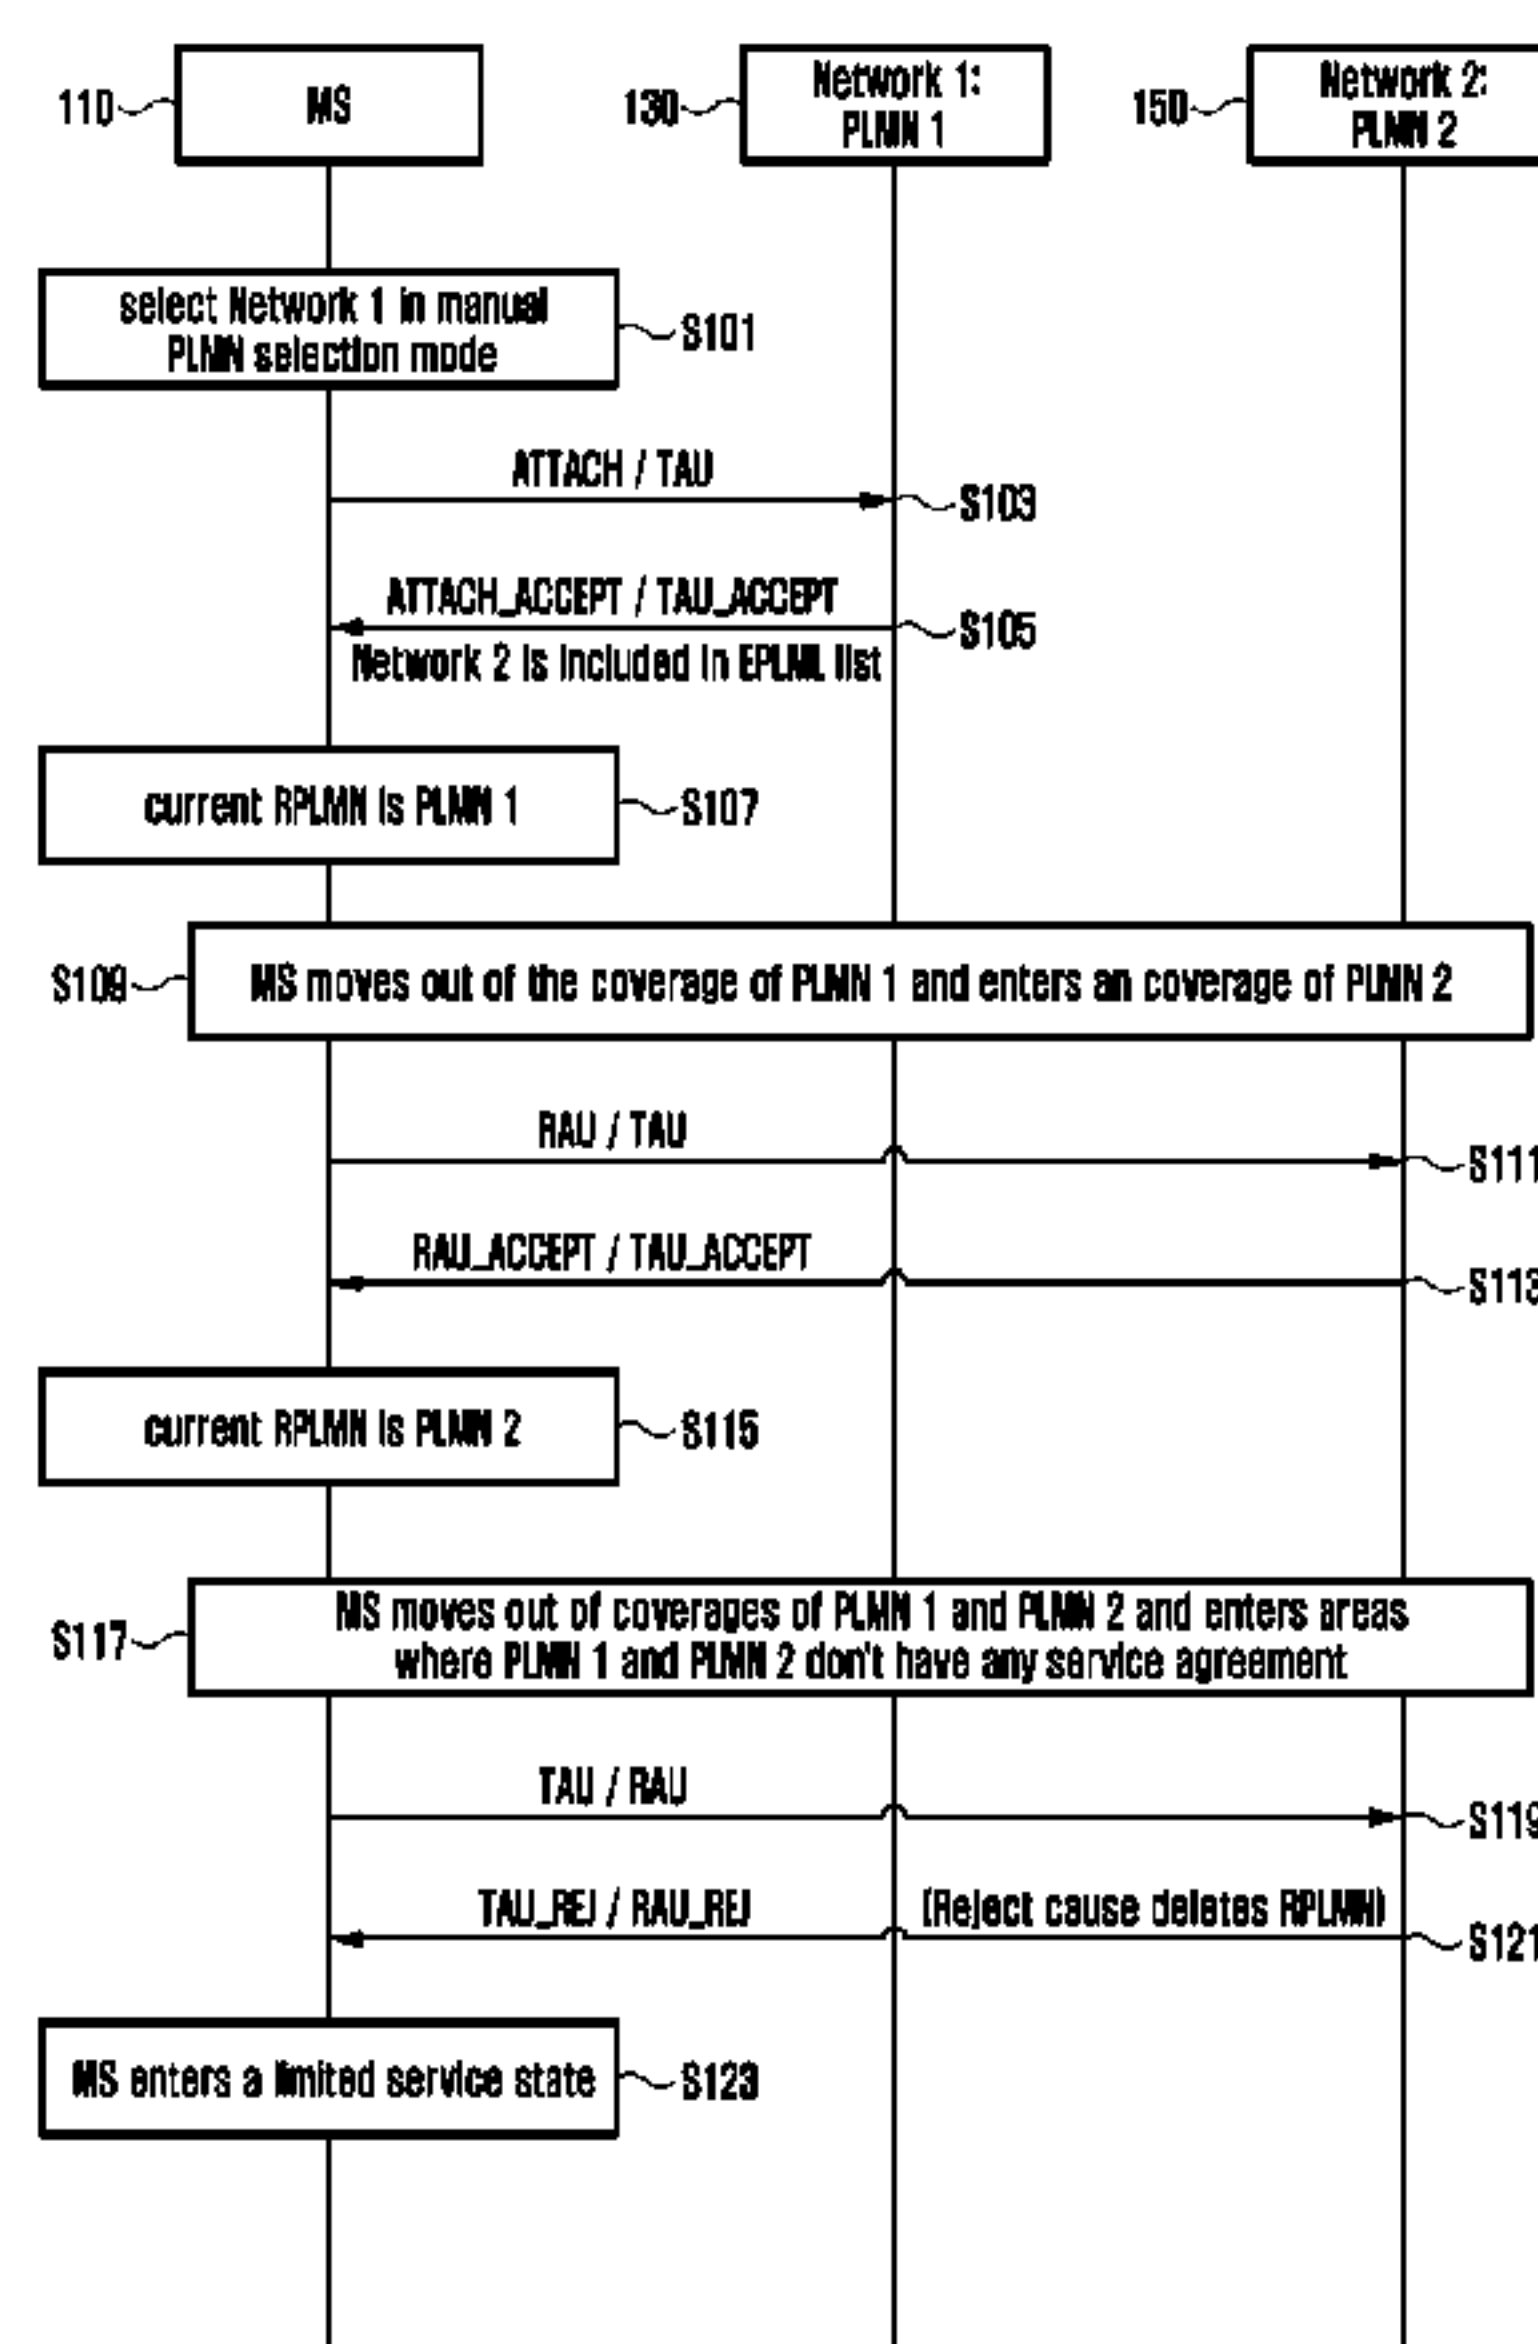 110
MS
130
Network 1:
PLMN 1
150
Network 2:
PLMN 2
select Network 1 in manual
PLMN selection mode
S101
ATTACH / TAU
S103
ATTACH_ACCEPT / TAU_ACCEPT
S105
Network 2 is included in EPLML list
current RPLMN is PLMN 1
S107
S109
MS moves out of the coverage of PLMN 1 and enters an coverage of PLMN 2
RAU / TAU
S111
RAU_ACCEPT / TAU_ACCEPT
S113
current RPLMN is PLMN 2
S115
S117
MS moves out of coverages of PLMN 1 and PLMN 2 and enters areas
where PLMN 1 and PLMN 2 don't have any service agreement
TAU / RAU
S119
TAU_REJ / RAU_REJ
(Reject cause deletes RPLMN)
S121
MS enters a limited service state
S123